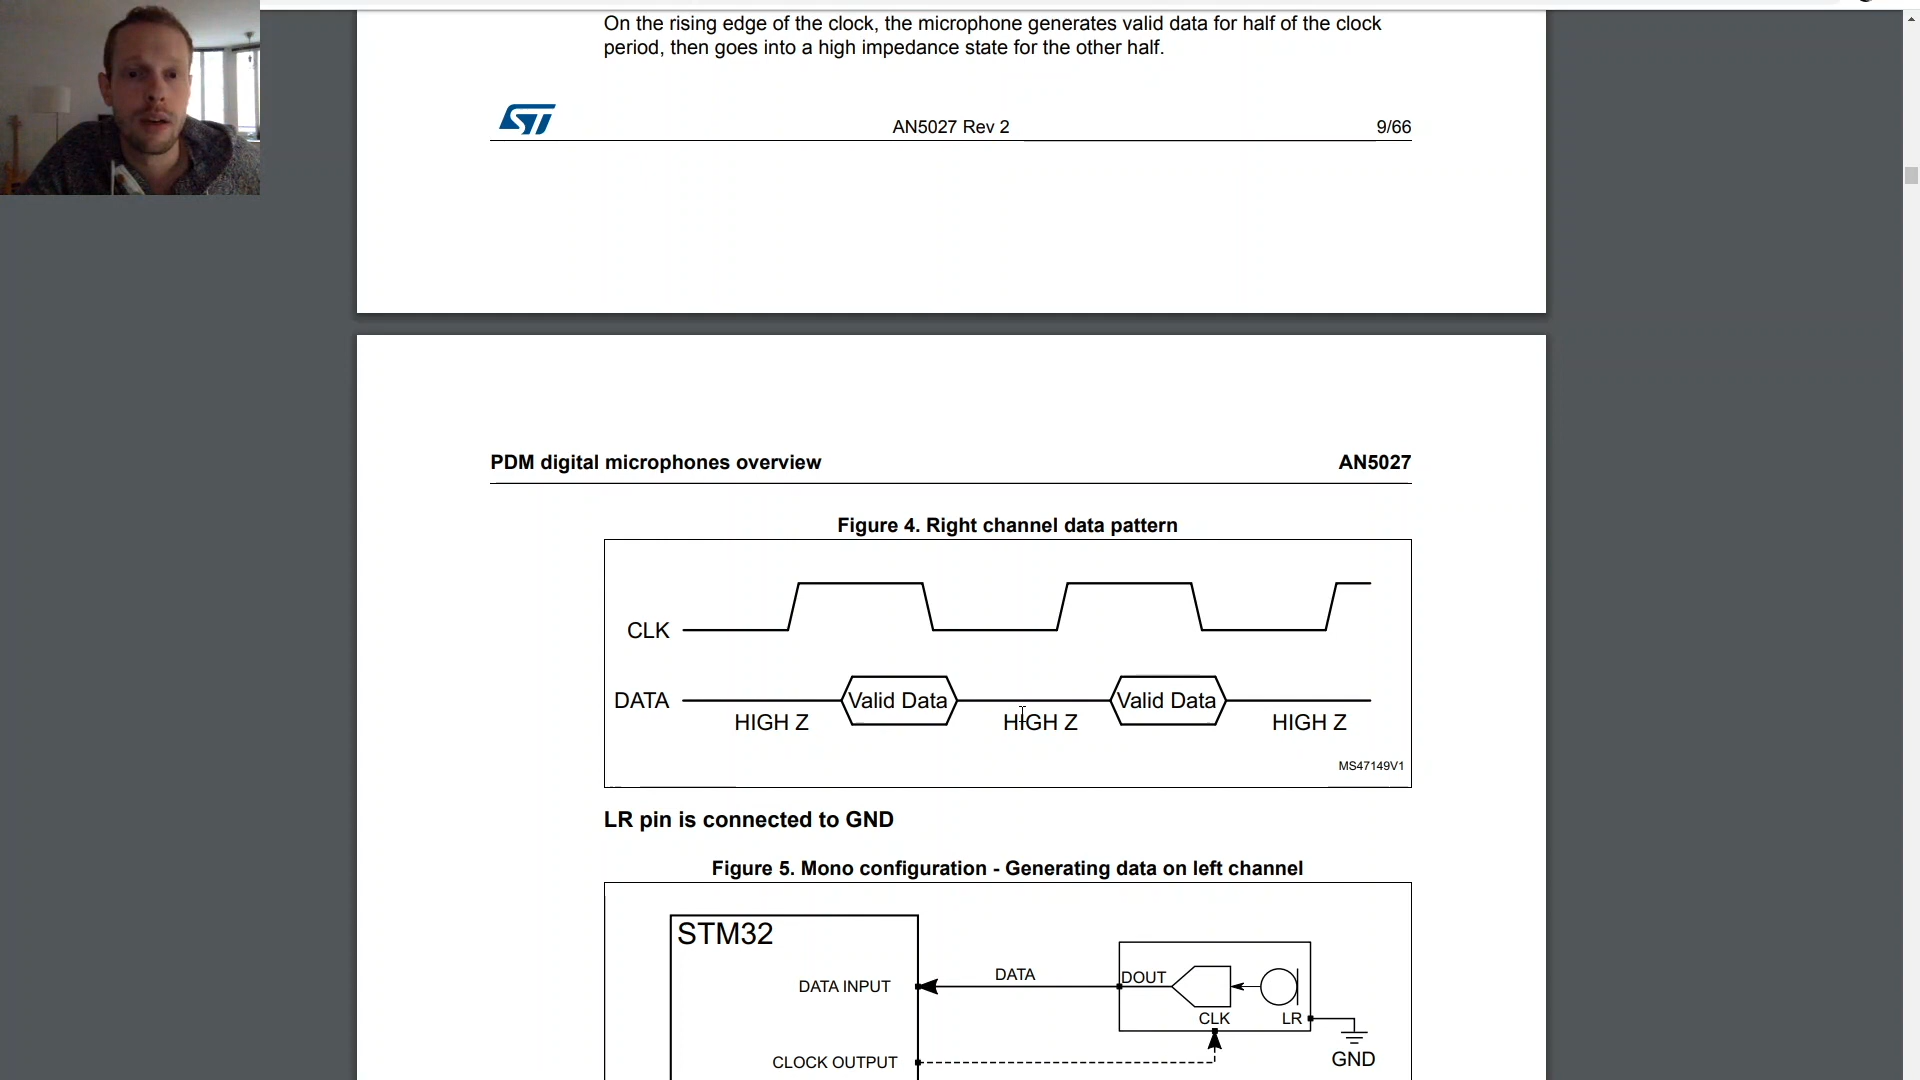 On the rising edge of the clock, the microphone generates valid data for half of the clock
period, then goes into a high impedance state for the other half.
ST
AN5027 Rev 2
9/66
PDM digital microphones overview
AN5027
Figure 4. Right channel data pattern
CLK
DATA
Valid Data
Valid Data
HIGH Z
HIGH Z
HIGH Z
MS47149V1
LR pin is connected to GND
Figure 5. Mono configuration - Generating data on left channel
STM32
DATA INPUT
DATA
DOUT
CLK
LR
CLOCK OUTPUT
GND